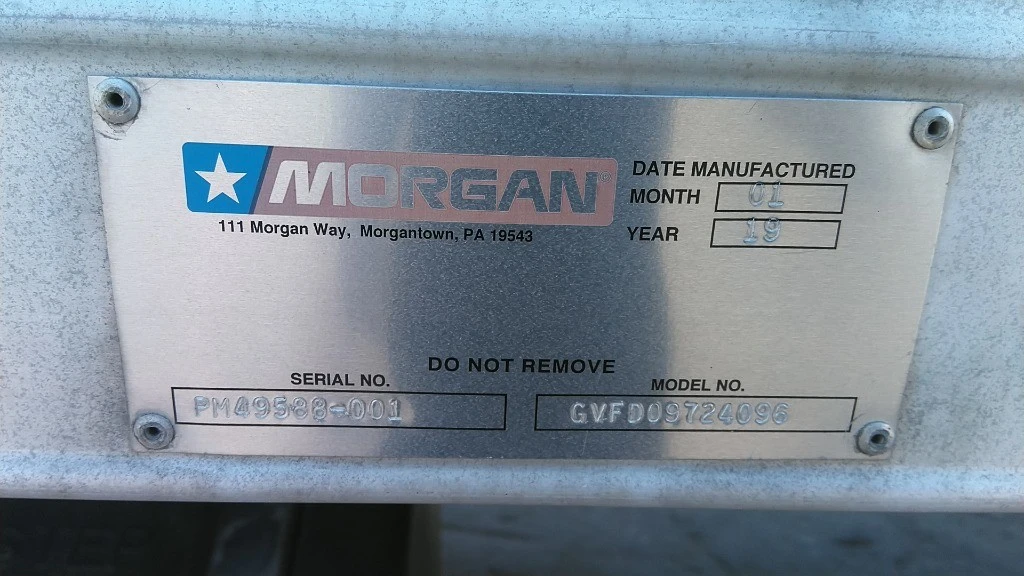 MORGAN®
111 Morgan Way, Morgantown, PA 19543
DATE MANUFACTURED
MONTH 01
YEAR 19
DO NOT REMOVE
SERIAL NO.
PM49588-001
MODEL NO.
GVFD09724096